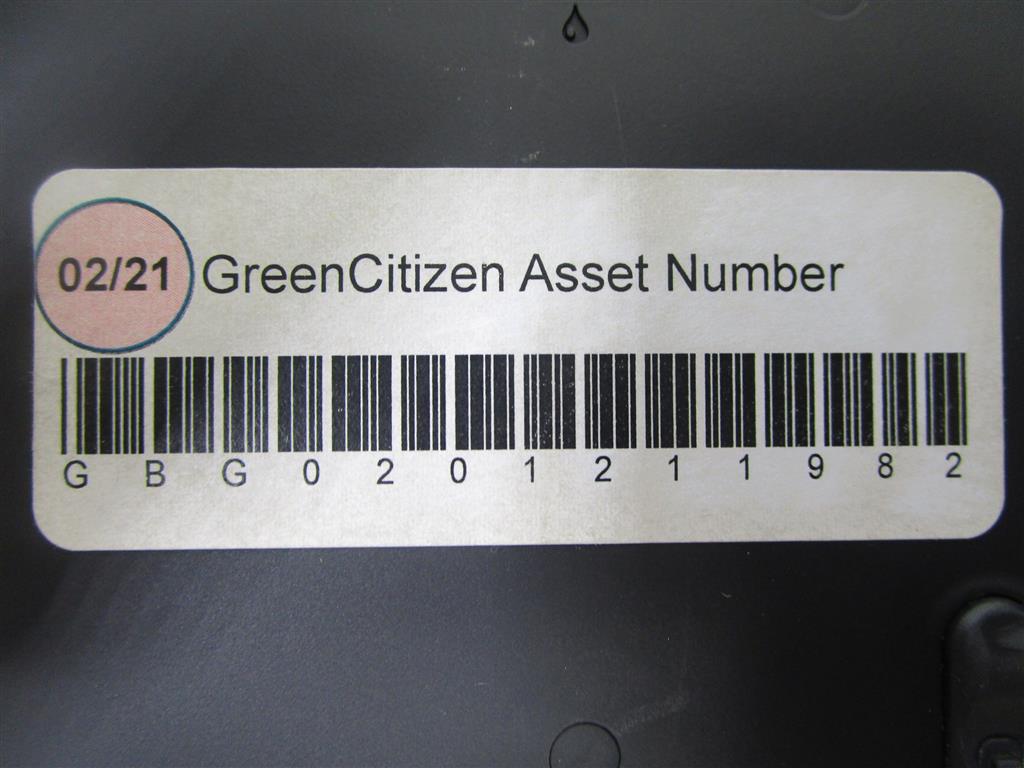 02/21 GreenCitizen Asset Number
G B G 0 2 0 1 2 1 1 9 8 2